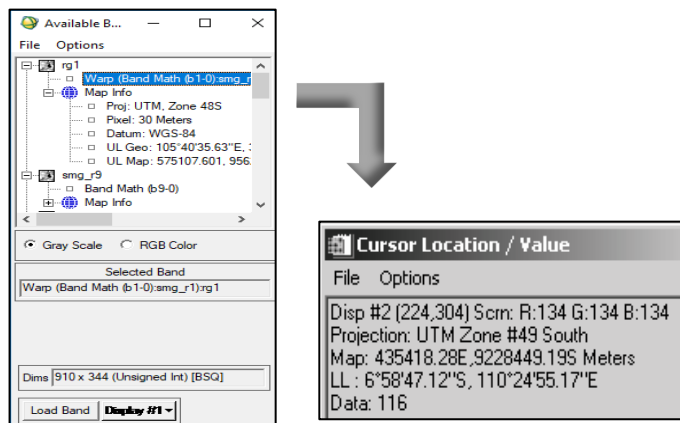 Available B...
File Options
rg1
Warp (Band Math (b1-0):smg_r
Map Info
Proj: UTM, Zone 48S
Pixel: 30 Meters
Datum: WGS-84
UL Geo: 105°40'35.63"E,
UL Map: 575107.601, 956
smg_r9
Band Math (b9-0)
Map Info
Gray Scale RGB Color
Selected Band
Warp (Band Math (b1-0):smg_r1):rg1
Dims 910 x 344 (Unsigned Int) [BSQ]
Load Band Display #1
Cursor Location / Value
File Options
Disp #2 (224,304) Scrn: R:134 G:134 B:134
Projection: UTM Zone #49 South
Map: 435418.28E,9228449.19S Meters
LL : 6°58'47.12"S, 110°24'55.17"E
Data: 116